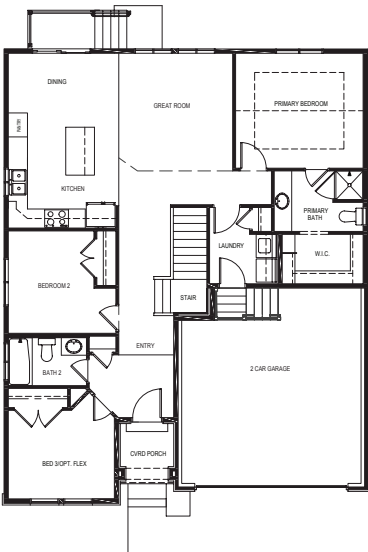 DINING
GREAT ROOM
PRIMARY BEDROOM
KITCHEN
PRIMARY
BATH
LAUNDRY
W.I.C.
BEDROOM 2
STAIR
ENTRY
BATH 2
2 CAR GARAGE
CVRD PORCH
BED 3/OPT. FLEX